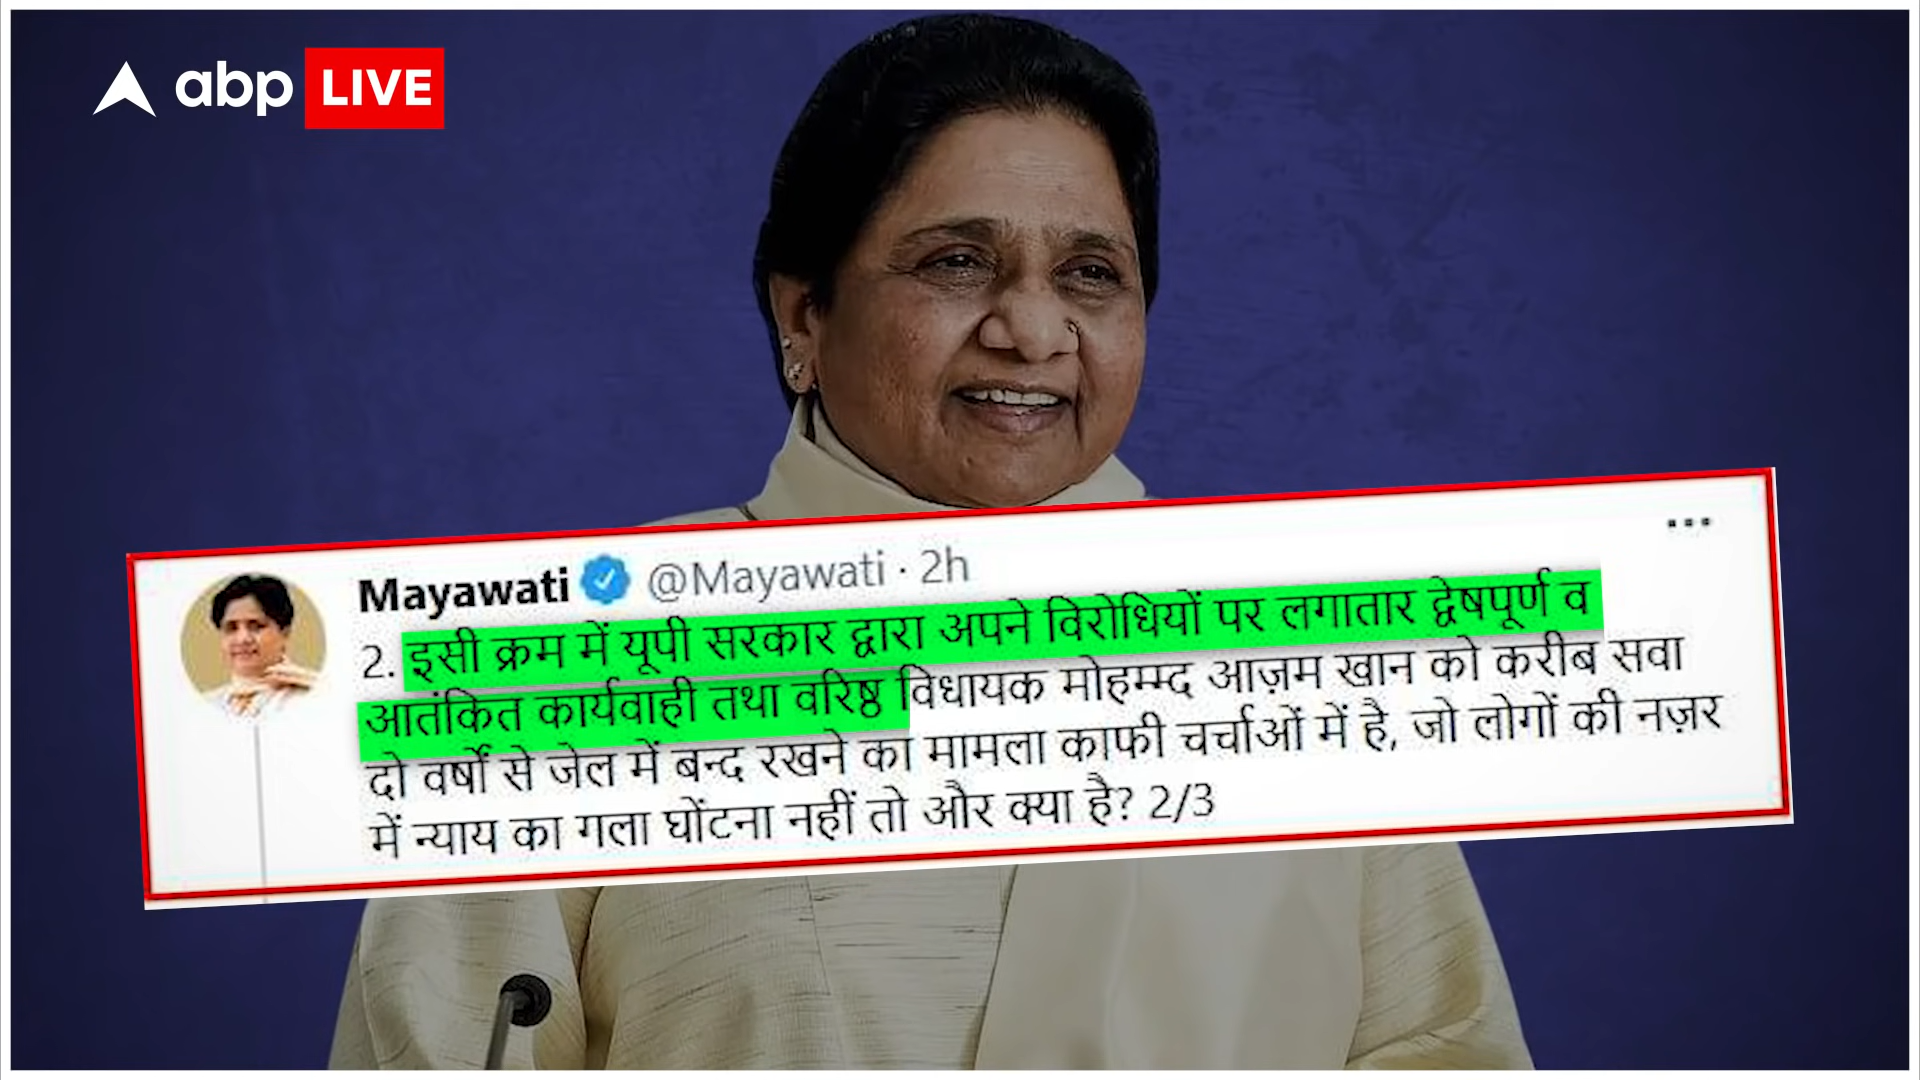 abp LIVE
Mayawati @Mayawati · 2h
2. इसी क्रम में यूपी सरकार द्वारा अपने विरोधियों पर लगातार द्वेषपूर्ण व
आतंकित कार्यवाही तथा वरिष्ठ विधायक मोहम्म्द आज़म खान को करीब सवा
दो वर्षों से जेल में बन्द रखने का मामला काफी चर्चाओं में है, जो लोगों की नज़र
में न्याय का गला घोंटना नहीं तो और क्या है? 2/3